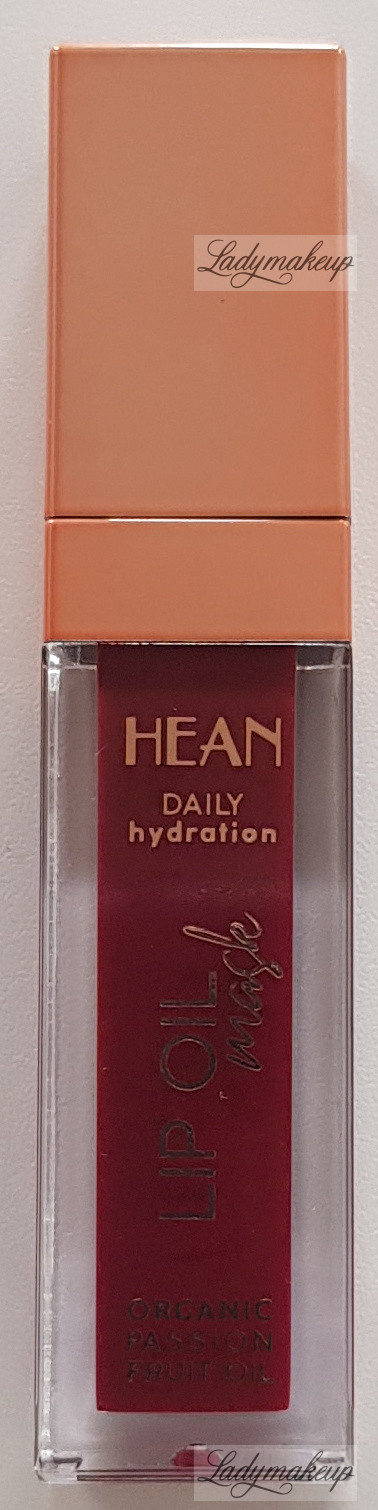 Ladymakeup
HEAN
DAILY
hydration
LIP OIL
mask
ORGANIC
PASSION
FRUIT OIL
Ladymakeup